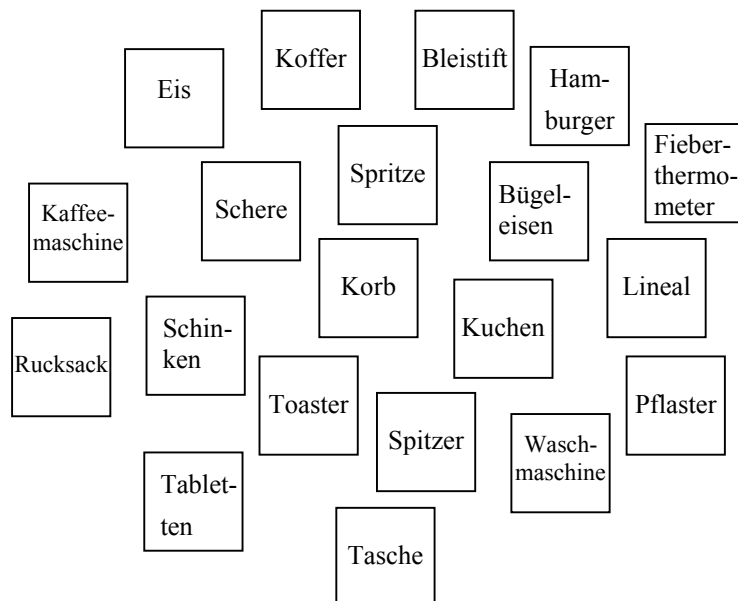 Koffer
Bleistift
Eis
Ham-
burger
Fieber-
thermo-
meter
Spritze
Schere
Bügel-
eisen
Kaffee-
maschine
Korb
Lineal
Kuchen
Schin-
ken
Rucksack
Toaster
Pflaster
Spitzer
Wasch-
maschine
Tablet-
ten
Tasche